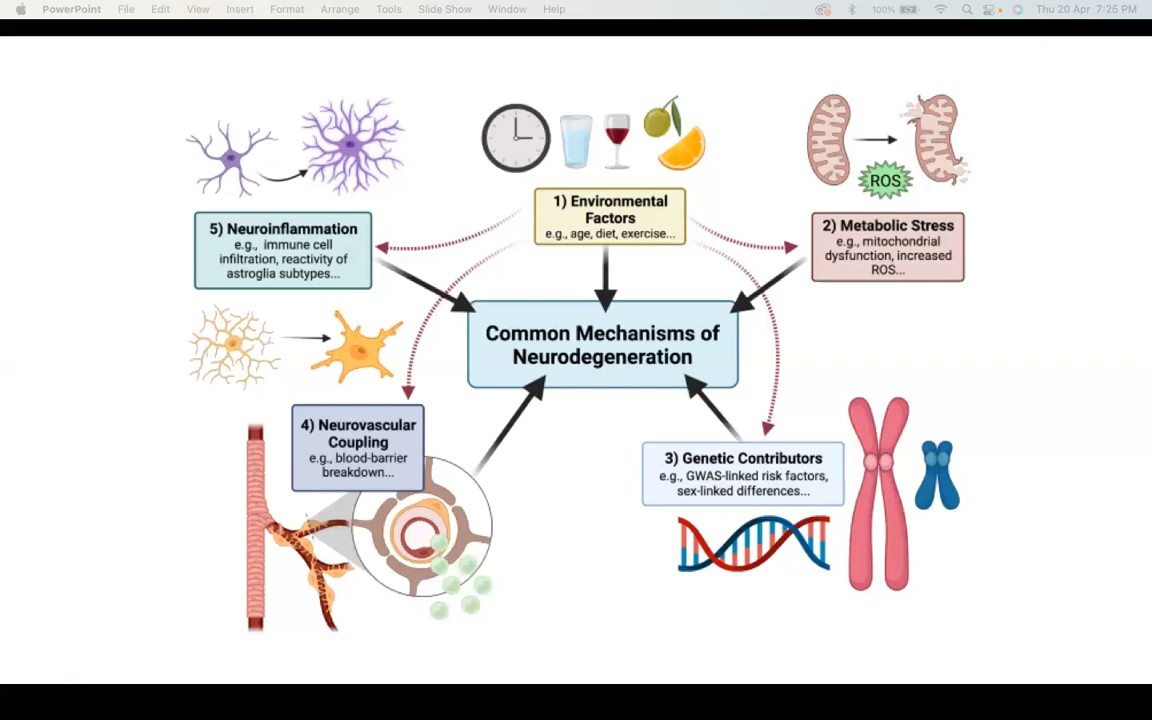 PowerPoint File Edit View Insert Format Arrange Tools Slide Show Window Help 100% Thu 20 Apr 7:25 PM
1) Environmental
Factors
e.g., age, diet, exercise...
ROS
5) Neuroinflammation
e.g., immune cell
infiltration, reactivity of
astroglia subtypes...
2) Metabolic Stress
e.g., mitochondrial
dysfunction, increased
ROS...
Common Mechanisms of
Neurodegeneration
4) Neurovascular
Coupling
e.g., blood-barrier
breakdown...
3) Genetic Contributors
e.g., GWAS-linked risk factors,
sex-linked differences...